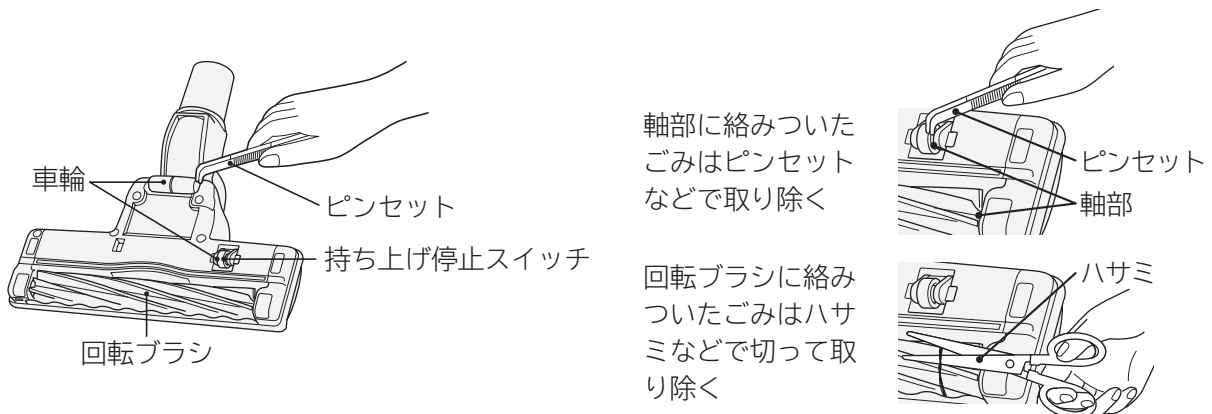 車輪
ピンセット
持ち上げ停止スイッチ
回転ブラシ
軸部に絡みついた
ごみはピンセット
などで取り除く
ピンセット
軸部
回転ブラシに絡み
ついたごみはハサ
ミなどで切って取
り除く
ハサミ